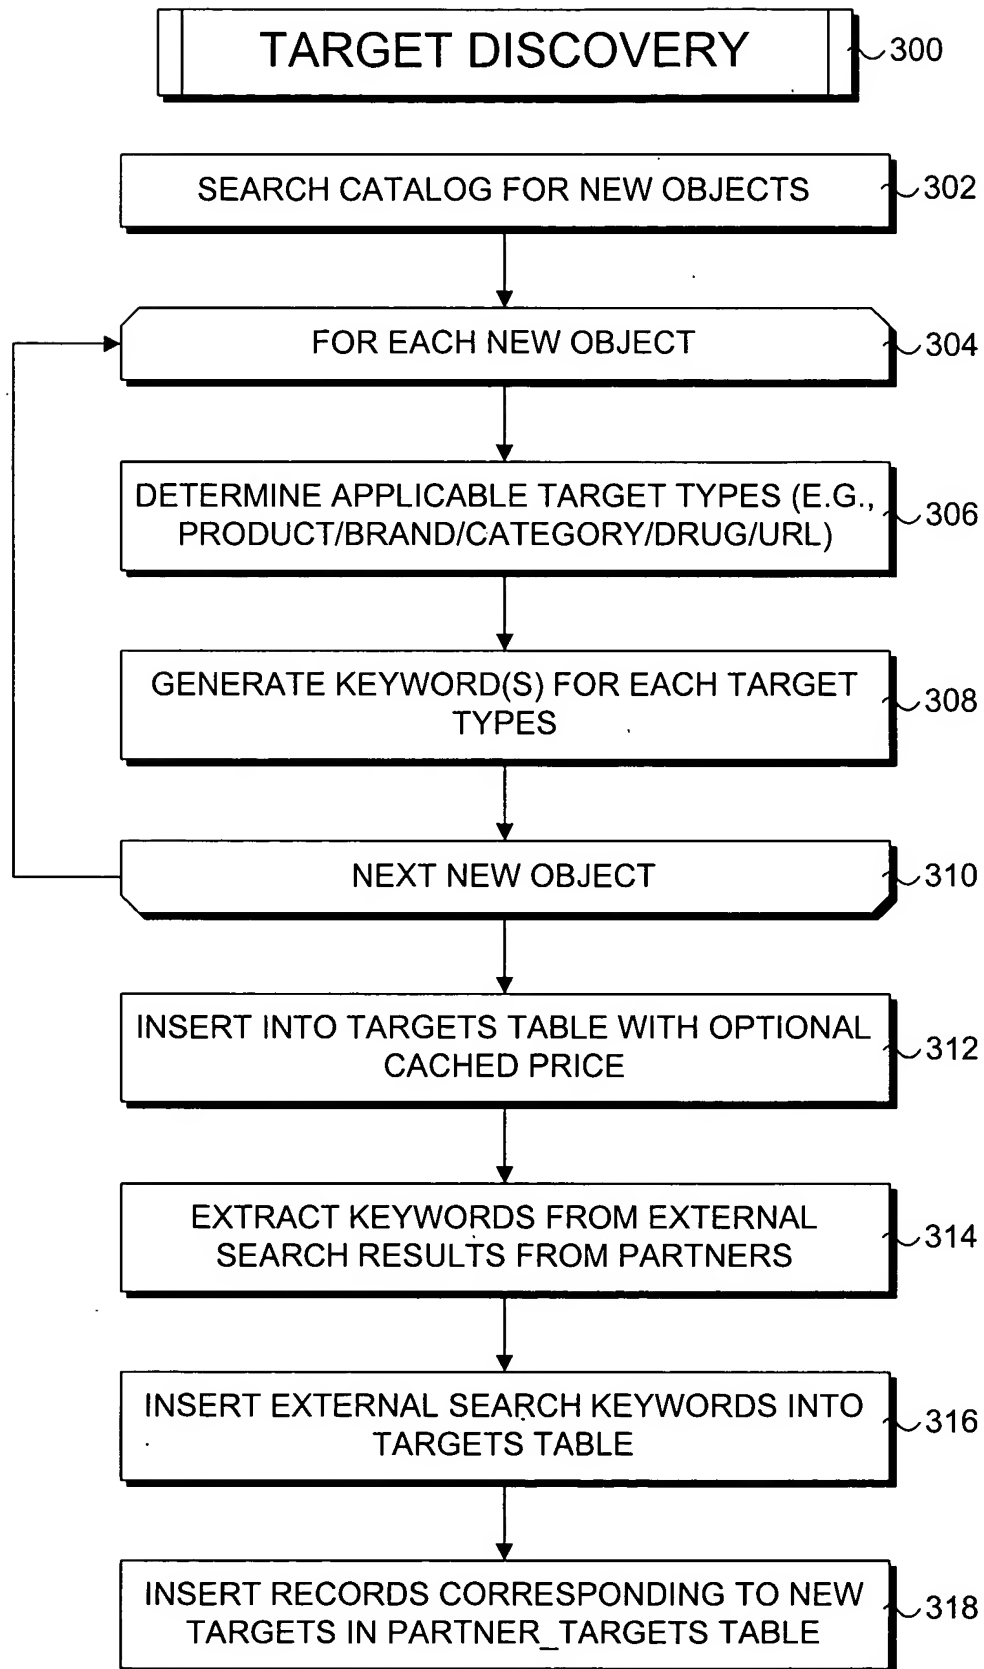 TARGET DISCOVERY
300
SEARCH CATALOG FOR NEW OBJECTS
302
FOR EACH NEW OBJECT
304
DETERMINE APPLICABLE TARGET TYPES (E.G.,
PRODUCT/BRAND/CATEGORY/DRUG/URL)
306
GENERATE KEYWORD(S) FOR EACH TARGET
TYPES
308
NEXT NEW OBJECT
310
INSERT INTO TARGETS TABLE WITH OPTIONAL
CACHED PRICE
312
EXTRACT KEYWORDS FROM EXTERNAL
SEARCH RESULTS FROM PARTNERS
314
INSERT EXTERNAL SEARCH KEYWORDS INTO
TARGETS TABLE
316
INSERT RECORDS CORRESPONDING TO NEW
TARGETS IN PARTNER_TARGETS TABLE
318